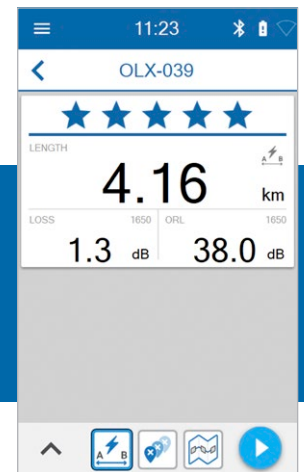 11:23
OLX-039
LENGTH
A B
4.16 km
LOSS 1650 ORL 1650
1.3 dB 38.0 dB
A B